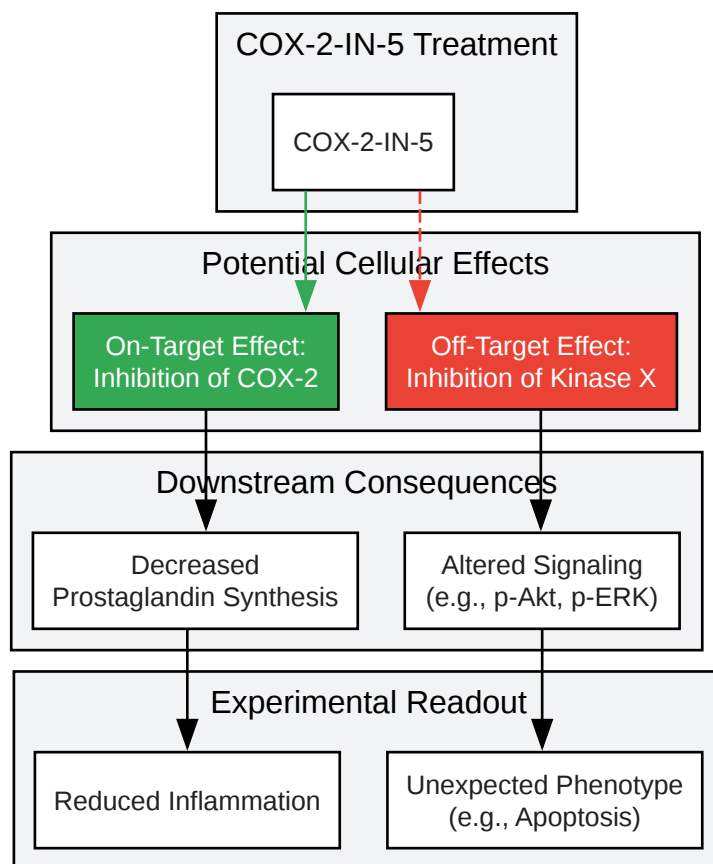 COX-2-IN-5 Treatment
COX-2-IN-5
Potential Cellular Effects
On-Target Effect:
Inhibition of COX-2
Off-Target Effect:
Inhibition of Kinase X
Downstream Consequences
Decreased
Prostaglandin Synthesis
Altered Signaling
(e.g., p-Akt, p-ERK)
Experimental Readout
Reduced Inflammation
Unexpected Phenotype
(e.g., Apoptosis)